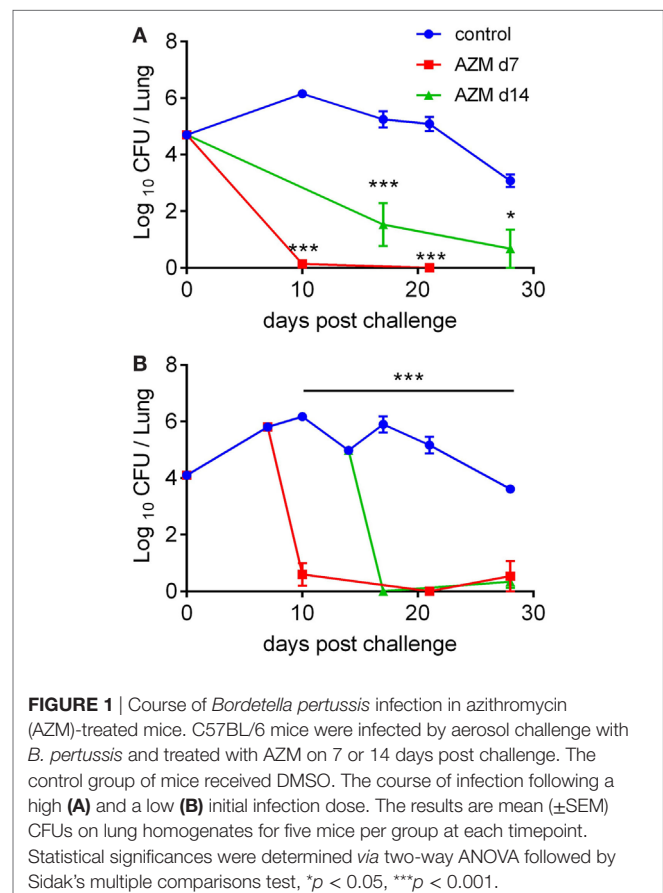 A
8
6
4
2
0
Log 10 CFU / Lung
control
AZM d7
AZM d14
***
***
***
*
0 10 20 30
days post challenge
B
8
6
4
2
0
Log 10 CFU / Lung
***
0 10 20 30
days post challenge
FIGURE 1 | Course of Bordetella pertussis infection in azithromycin
(AZM)-treated mice. C57BL/6 mice were infected by aerosol challenge with
B. pertussis and treated with AZM on 7 or 14 days post challenge. The
control group of mice received DMSO. The course of infection following a
high (A) and a low (B) initial infection dose. The results are mean (±SEM)
CFUs on lung homogenates for five mice per group at each timepoint.
Statistical significances were determined via two-way ANOVA followed by
Sidak's multiple comparisons test, *p < 0.05, ***p < 0.001.